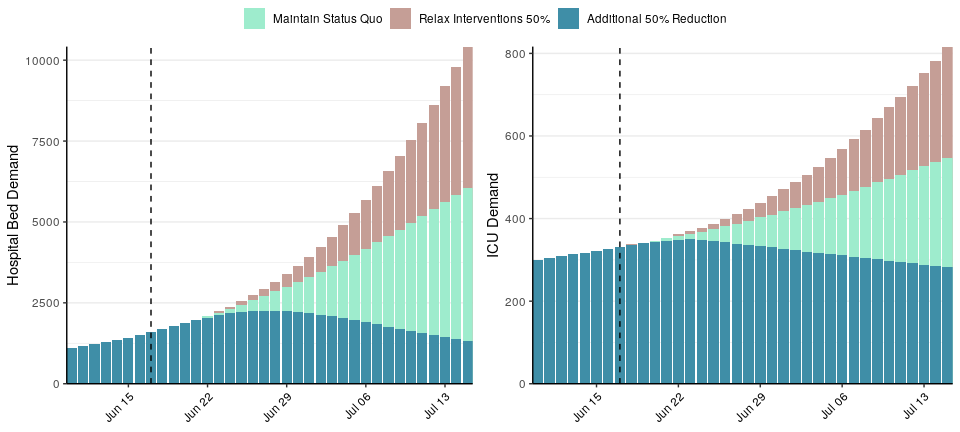 Maintain Status Quo Relax Interventions 50% Additional 50% Reduction
Hospital Bed Demand
10000
7500
5000
2500
0
Jun 15
Jun 22
Jun 29
Jul 06
Jul 13
ICU Demand
800
600
400
200
0
Jun 15
Jun 22
Jun 29
Jul 06
Jul 13